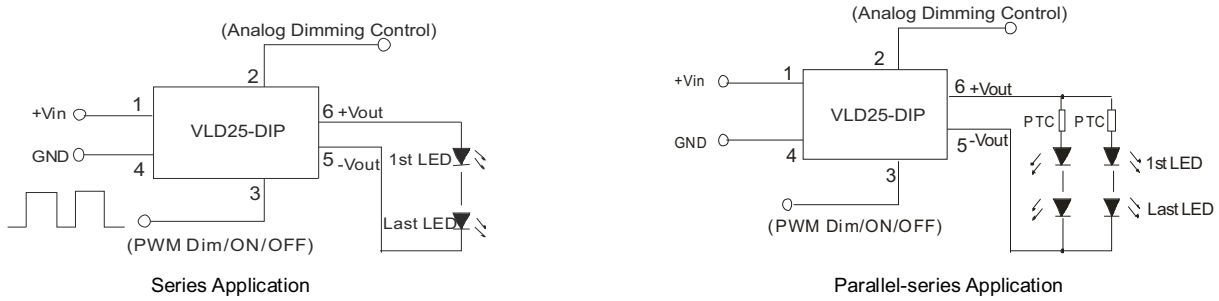 (Analog Dimming Control)
2
+Vin
1
VLD25-DIP
6 +Vout
GND
4
5 -Vout
1st LED
3
Last LED
(PWM Dim/ON/OFF)
Series Application
(Analog Dimming Control)
2
+Vin
1
VLD25-DIP
6 +Vout
PTC
PTC
GND
4
5 -Vout
1st LED
3
Last LED
(PWM Dim/ON/OFF)
Parallel-series Application